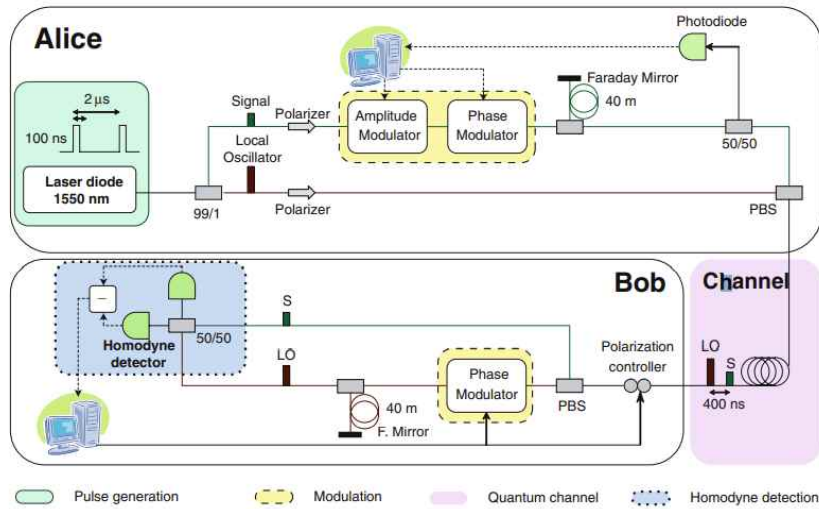 Alice
Photodiode
2 µs
100 ns
Laser diode
1550 nm
Signal
Polarizer
Local
Oscillator
Polarizer
99/1
Amplitude
Modulator
Phase
Modulator
Faraday Mirror
40 m
50/50
PBS
Bob
Channel
Homodyne
detector
50/50
S
LO
40 m
F. Mirror
Phase
Modulator
PBS
Polarization
controller
LO
S
400 ns
Pulse generation
Modulation
Quantum channel
Homodyne detection